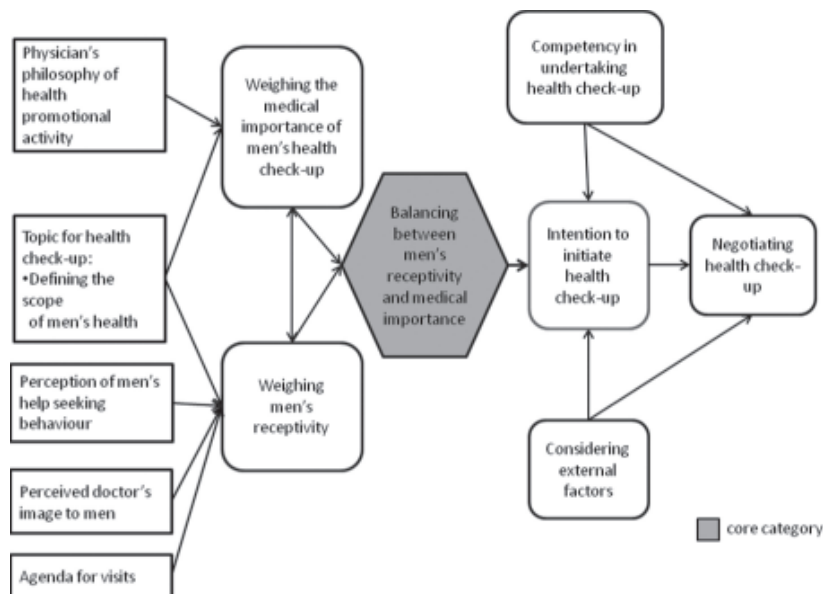 Physician's
philosophy of
health
promotional
activity
Topic for health
check-up:
•Defining the
scope
of men's health
Perception of men's
help seeking
behaviour
Perceived doctor's
image to men
Agenda for visits
Weighing the
medical
importance of
men's health
check-up
Weighing
men's
receptivity
Balancing
between
men's
receptivity
and medical
importance
Competency in
undertaking
health check-up
Intention to
initiate
health
check-up
Negotiating
health check-
up
Considering
external
factors
core category